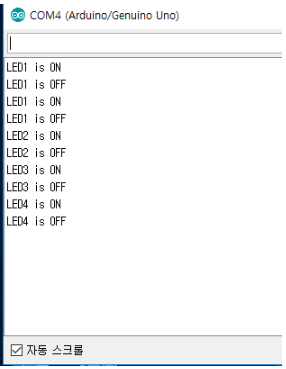 COM4 (Arduino/Genuino Uno)
LED1 is ON
LED1 is OFF
LED1 is ON
LED1 is OFF
LED2 is ON
LED2 is OFF
LED3 is ON
LED3 is OFF
LED4 is ON
LED4 is OFF
자동 스크롤